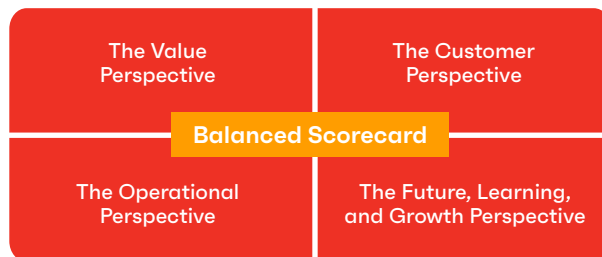 The Value
Perspective
The Customer
Perspective
Balanced Scorecard
The Operational
Perspective
The Future, Learning,
and Growth Perspective